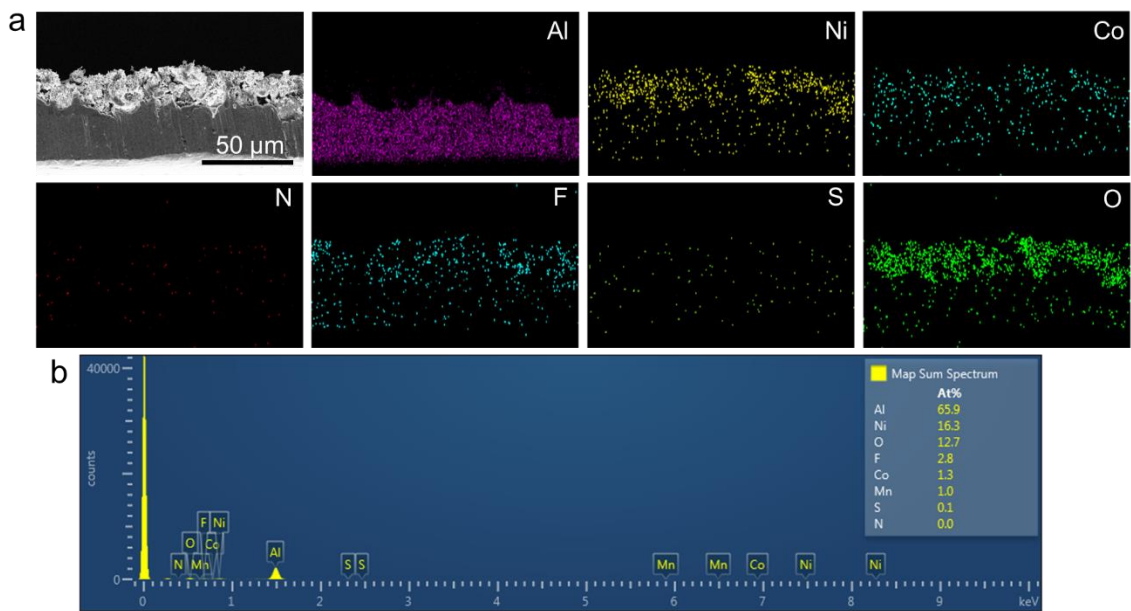 a
Al
Ni
Co
50 µm
N
F
S
O
b
40000
counts
0
Map Sum Spectrum
At%
Al 65.9
Ni 16.3
O 12.7
F 2.8
Co 1.3
Mn 1.0
S 0.1
N 0.0
F Ni
O Co
N Mn
Al
S S
Mn Mn Co Ni Ni
0 1 2 3 4 5 6 7 8 9 keV